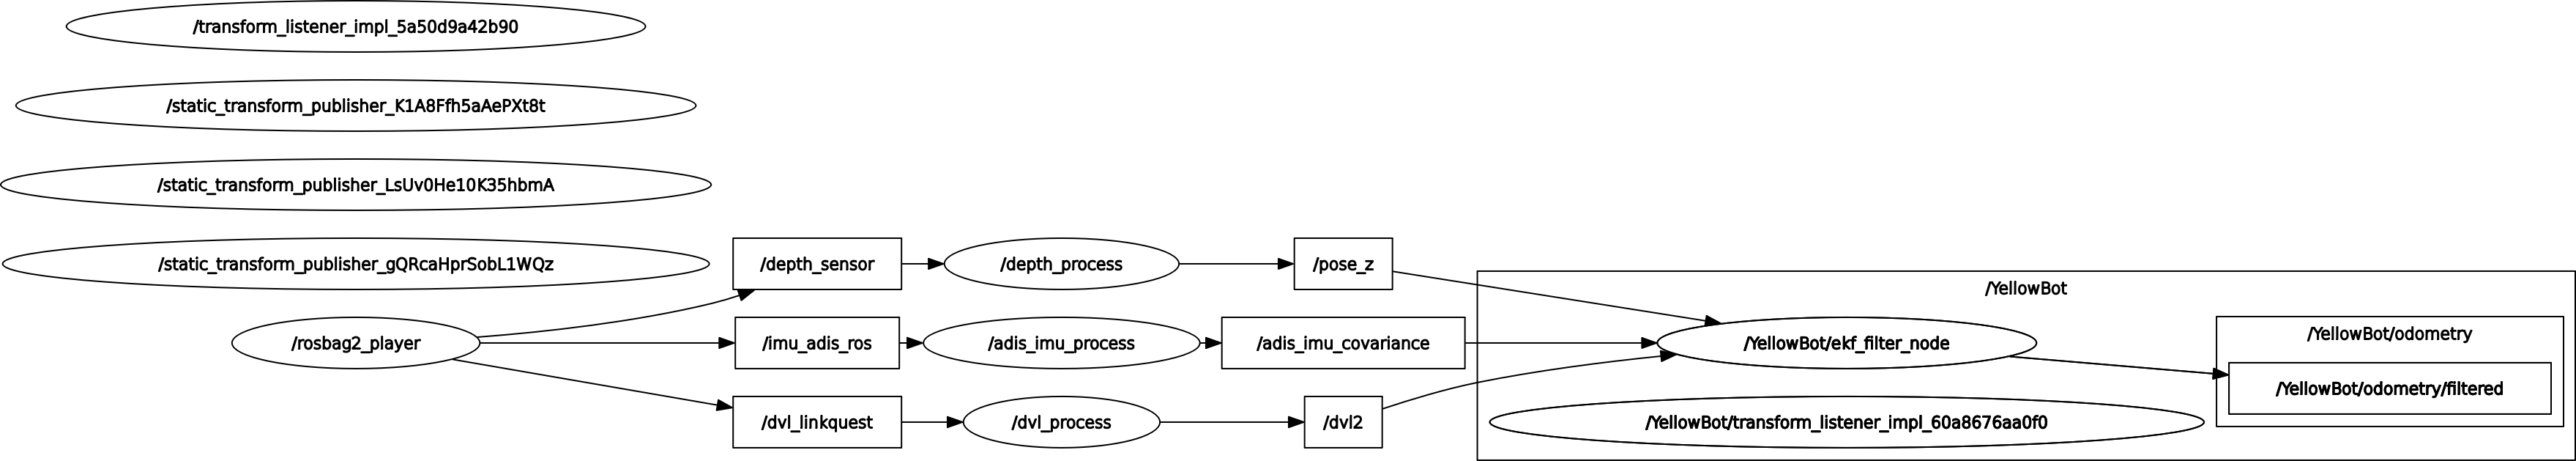 /transform_listener_impl_5a50d9a42b90
/static_transform_publisher_K1A8Ffh5aAePXt8t
/static_transform_publisher_LsUv0He10K35hbmA
/static_transform_publisher_gQRcaHprSobL1WQz
/depth_sensor
/depth_process
/pose_z
/YellowBot
/rosbag2_player
/imu_adis_ros
/adis_imu_process
/adis_imu_covariance
/YellowBot/ekf_filter_node
/YellowBot/odometry
/YellowBot/odometry/filtered
/dvl_linkquest
/dvl_process
/dvl2
/YellowBot/transform_listener_impl_60a8676aa0f0